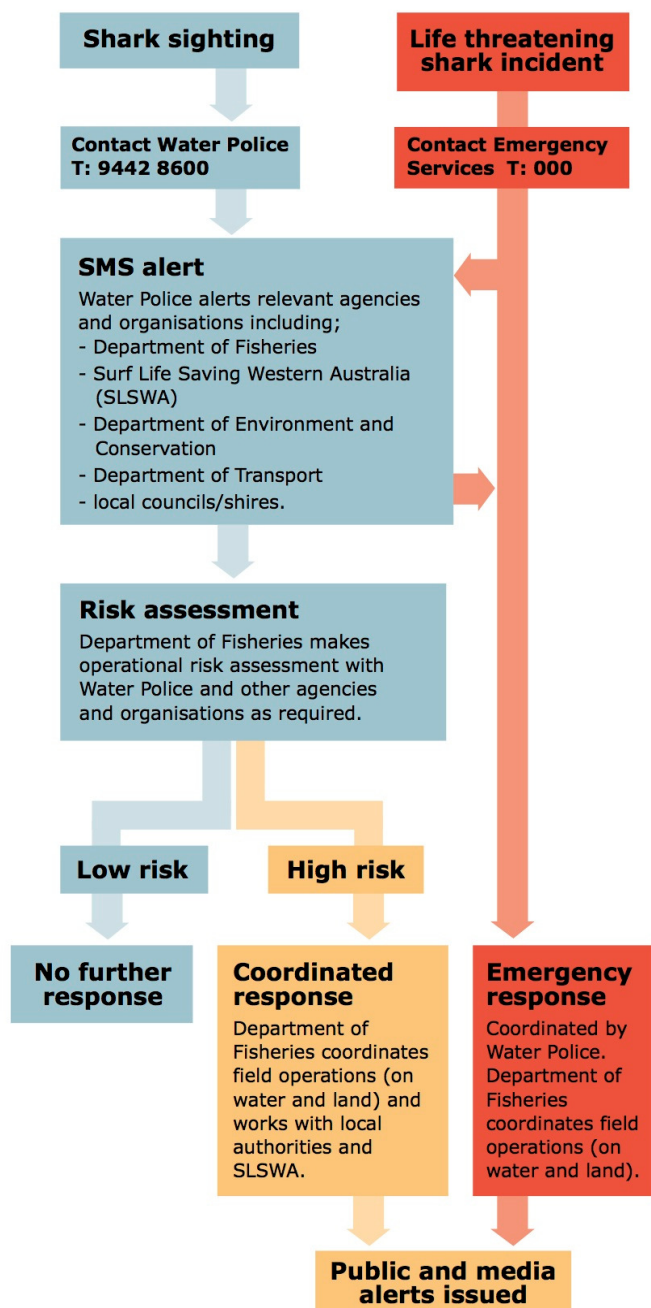 Shark sighting
Life threatening
shark incident
Contact Water Police
T: 9442 8600
Contact Emergency
Services  T: 000
SMS alert
Water Police alerts relevant agencies
and organisations including;
- Department of Fisheries
- Surf Life Saving Western Australia
(SLSWA)
- Department of Environment and
Conservation
- Department of Transport
- local councils/shires.
Risk assessment
Department of Fisheries makes
operational risk assessment with
Water Police and other agencies
and organisations as required.
Low risk
High risk
No further
response
Coordinated
response
Department of
Fisheries coordinates
field operations (on
water and land) and
works with local
authorities and
SLSWA.
Emergency
response
Coordinated by
Water Police.
Department of
Fisheries
coordinates field
operations (on
water and land).
Public and media
alerts issued